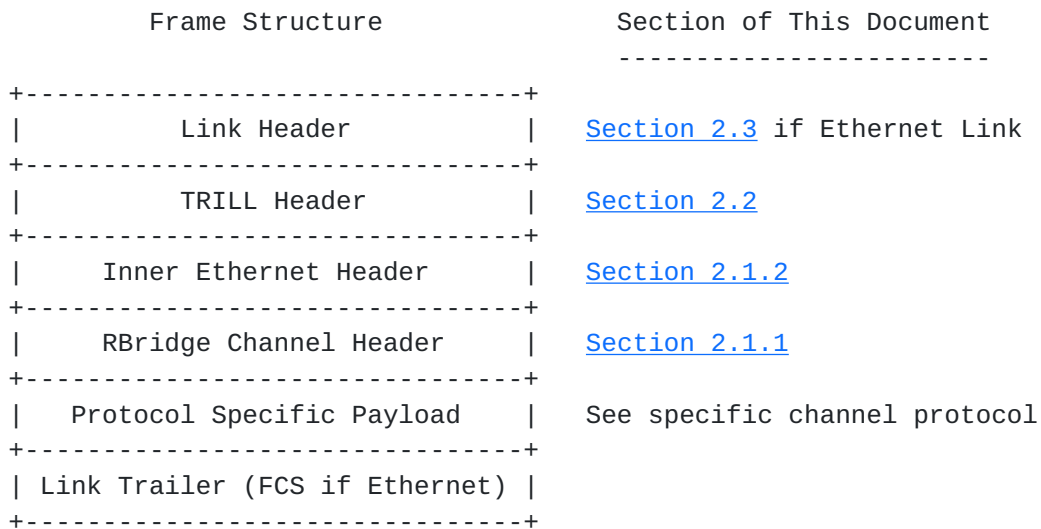 Frame Structure Section of This Document
------------------------
+--------------------------------+
| Link Header | Section 2.3 if Ethernet Link
+--------------------------------+
| TRILL Header | Section 2.2
+--------------------------------+
| Inner Ethernet Header | Section 2.1.2
+--------------------------------+
| RBridge Channel Header | Section 2.1.1
+--------------------------------+
| Protocol Specific Payload | See specific channel protocol
+--------------------------------+
| Link Trailer (FCS if Ethernet) |
+--------------------------------+